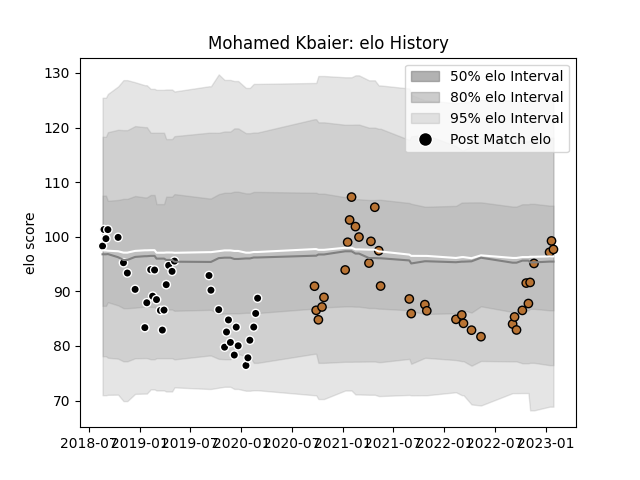 Mohamed Kbaier: elo History
50% elo Interval
80% elo Interval
95% elo Interval
Post Match elo
elo score
130
120
110
100
90
80
70
2018-07 2019-01 2019-07 2020-01 2020-07 2021-01 2021-07 2022-01 2022-07 2023-01